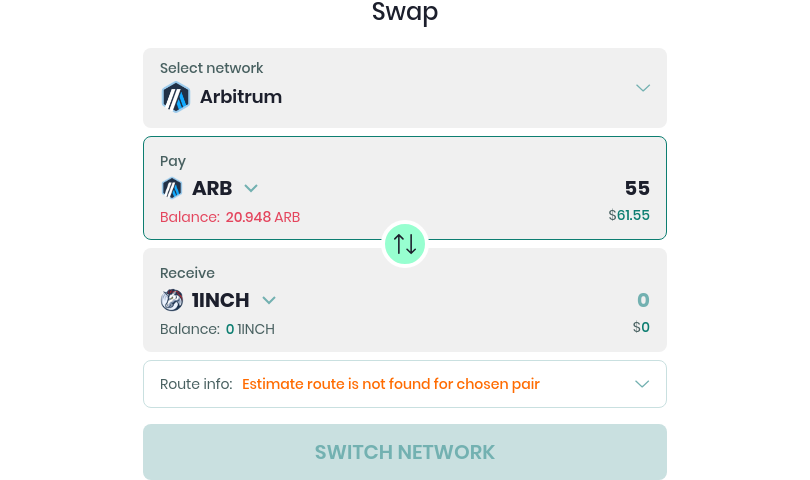 Swap
Select network
Arbitrum
Pay
ARB 55
Balance: 20.948 ARB $61.55
Receive
1INCH 0
Balance: 0 1INCH $0
Route info: Estimate route is not found for chosen pair
SWITCH NETWORK